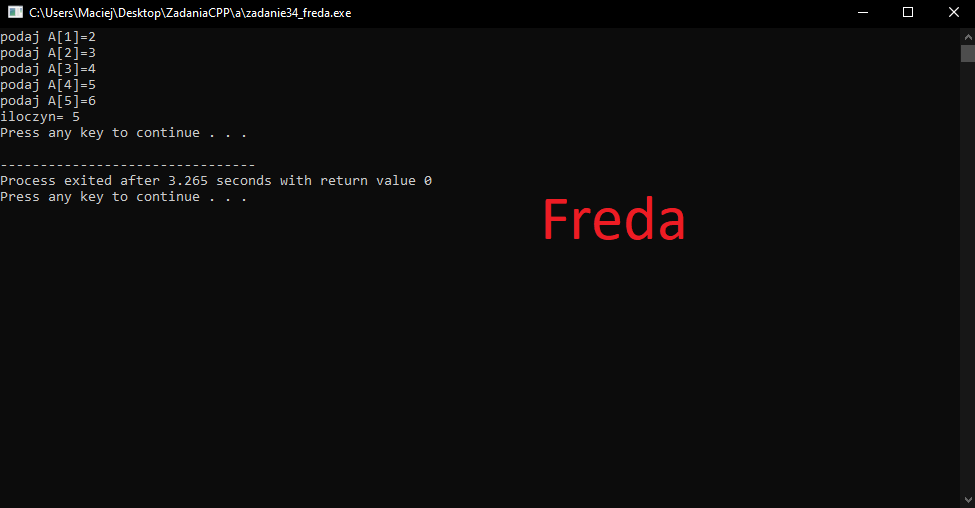 C:\Users\Maciej\Desktop\ZadaniaCPP\a\zadanie34_freda.exe
podaj A[1]=2
podaj A[2]=3
podaj A[3]=4
podaj A[4]=5
podaj A[5]=6
iloczyn= 5
Press any key to continue . . .
--------------------------------
Process exited after 3.265 seconds with return value 0
Press any key to continue . . .
Freda